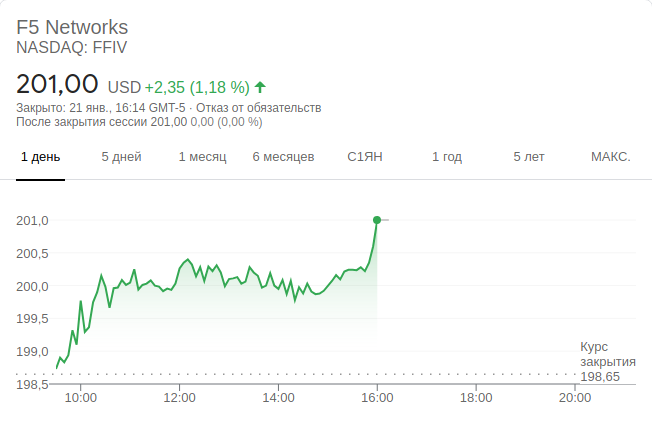 F5 Networks
NASDAQ: FFIV
201,00 USD +2,35 (1,18 %)
Закрыто: 21 янв., 16:14 GMT-5 · Отказ от обязательств
После закрытия сессии 201,00 0,00 (0,00 %)
1 день 5 дней 1 месяц 6 месяцев С1ЯН 1 год 5 лет МАКС.
201,0
200,5
200,0
199,5
199,0
198,5
Курс
закрытия
198,65
10:00 12:00 14:00 16:00 18:00 20:00